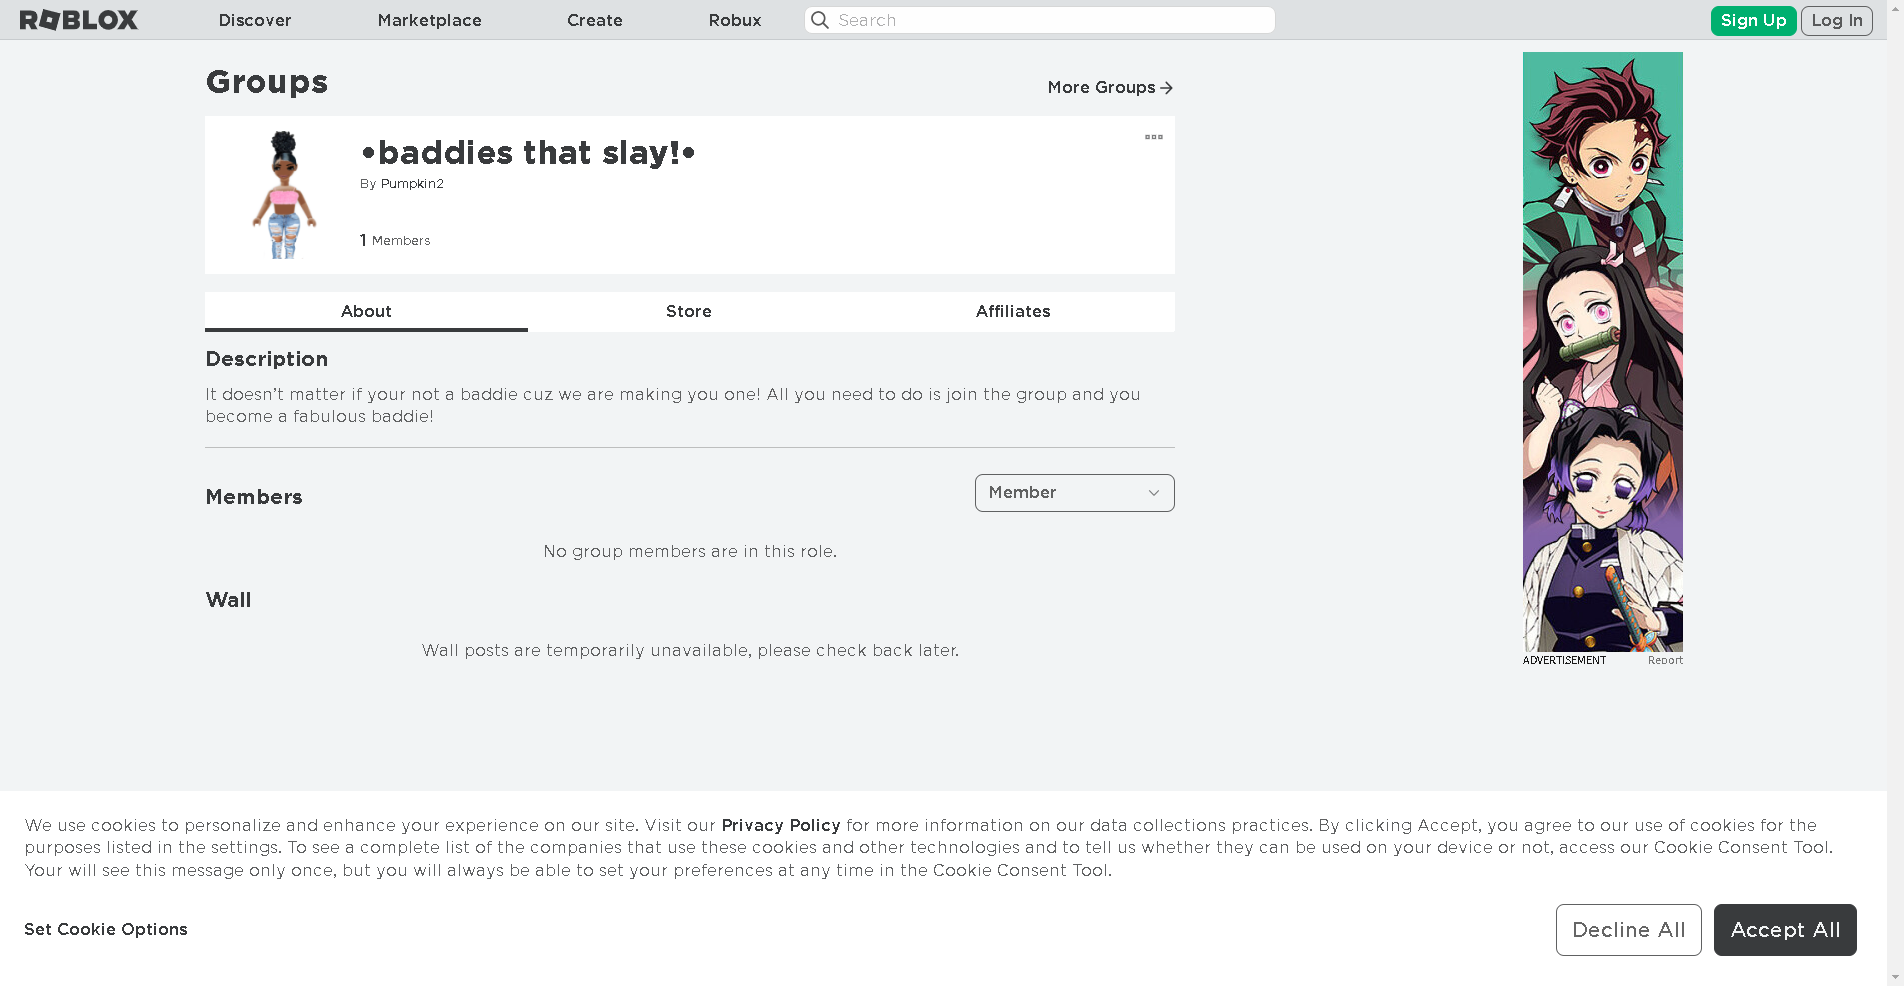 ROBLOX
Discover
Marketplace
Create
Robux
Search
Sign Up
Log In
Groups
More Groups
•baddies that slay!•
By Pumpkin2
1 Members
About
Store
Affiliates
Description
It doesn't matter if your not a baddie cuz we are making you one! All you need to do is join the group and you
become a fabulous baddie!
Members
Member
No group members are in this role.
Wall
Wall posts are temporarily unavailable, please check back later.
ADVERTISEMENT
Report
We use cookies to personalize and enhance your experience on our site. Visit our Privacy Policy for more information on our data collections practices. By clicking Accept, you agree to our use of cookies for the
purposes listed in the settings. To see a complete list of the companies that use these cookies and other technologies and to tell us whether they can be used on your device or not, access our Cookie Consent Tool.
Your will see this message only once, but you will always be able to set your preferences at any time in the Cookie Consent Tool.
Set Cookie Options
Decline All
Accept All